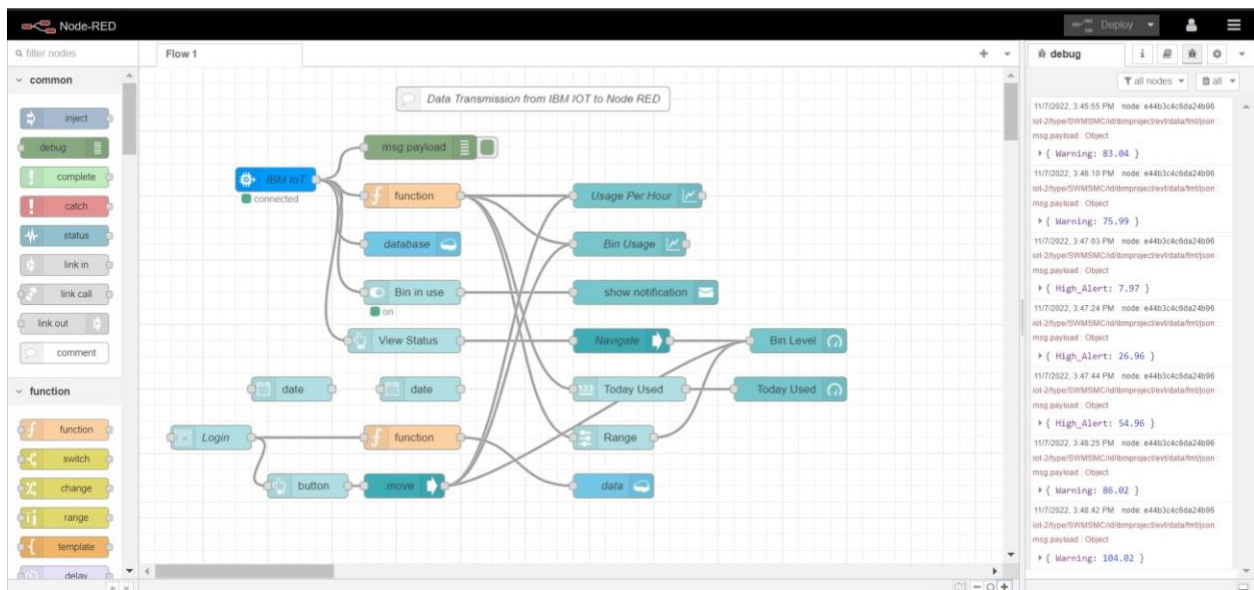 Node-RED
Deploy
filter nodes
Flow 1
debug
i
all nodes
all
common
inject
debug
complete
catch
status
link in
link call
link out
comment
function
function
switch
change
range
template
delay
Data Transmission from IBM IOT to Node RED
msg.payload
IBM IoT
connected
function
Usage Per Hour
database
Bin Usage
Bin in use
on
show notification
View Status
Navigate
Bin Level
date
date
123
Today Used
Today Used
Login
function
Range
button
move
data
11/7/2022, 3:45:55 PM node: e44b3c4c6da24b96
iot-2/type/SWMSMC/id/ibmproject/evt/data/fmt/json :
msg.payload : Object
{ Warning: 83.04 }
11/7/2022, 3:46:10 PM node: e44b3c4c6da24b96
iot-2/type/SWMSMC/id/ibmproject/evt/data/fmt/json :
msg.payload : Object
{ Warning: 75.99 }
11/7/2022, 3:47:03 PM node: e44b3c4c6da24b96
iot-2/type/SWMSMC/id/ibmproject/evt/data/fmt/json :
msg.payload : Object
{ High_Alert: 7.97 }
11/7/2022, 3:47:24 PM node: e44b3c4c6da24b96
iot-2/type/SWMSMC/id/ibmproject/evt/data/fmt/json :
msg.payload : Object
{ High_Alert: 26.96 }
11/7/2022, 3:47:44 PM node: e44b3c4c6da24b96
iot-2/type/SWMSMC/id/ibmproject/evt/data/fmt/json :
msg.payload : Object
{ High_Alert: 54.96 }
11/7/2022, 3:48:25 PM node: e44b3c4c6da24b96
iot-2/type/SWMSMC/id/ibmproject/evt/data/fmt/json :
msg.payload : Object
{ Warning: 86.02 }
11/7/2022, 3:48:42 PM node: e44b3c4c6da24b96
iot-2/type/SWMSMC/id/ibmproject/evt/data/fmt/json :
msg.payload : Object
{ Warning: 104.02 }